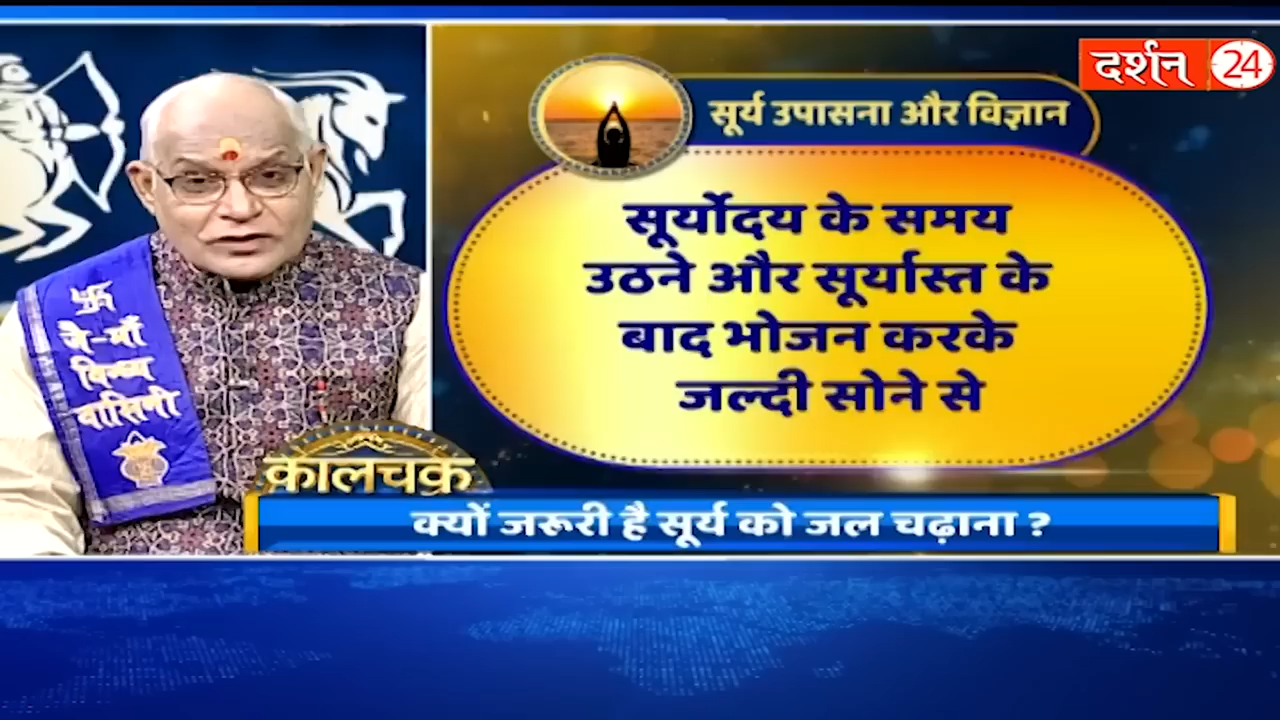 दर्शन 24
सूर्य उपासना और विज्ञान
सूर्योदय के समय
उठने और सूर्यास्त के
बाद भोजन करके
जल्दी सोने से
जै-माँ
विन्ध्य
वासिनी
कालचक्र
क्यों जरूरी है सूर्य को जल चढ़ाना ?